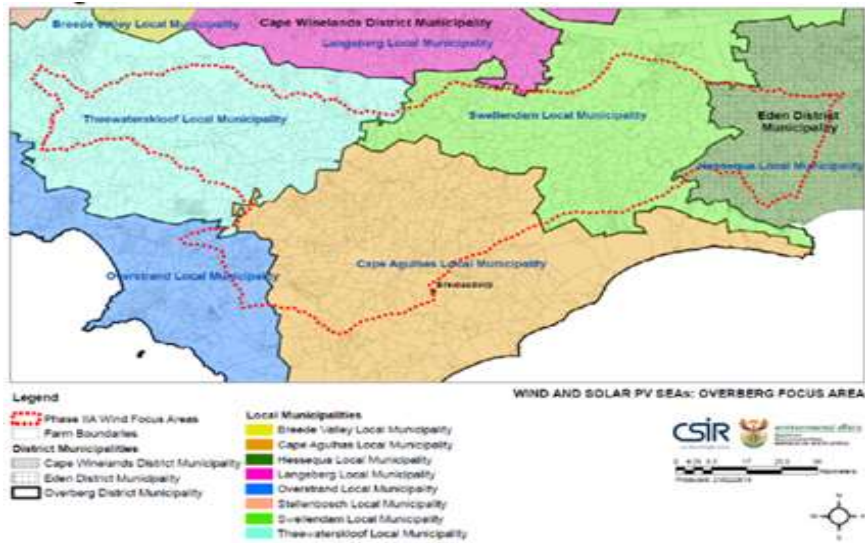 Breede Valley Local Municipality
Cape Winelands District Municipality
Langeberg Local Municipality
Theewaterskloof Local Municipality
Swellendam Local Municipality
Eden District
Municipality
Hessequa Local Municipality
Overstrand Local Municipality
Cape Agulhas Local Municipality
Legend
Phase IIA Wind Focus Areas
Farm Boundaries
District Municipalities
Cape Winelands District Municipality
Eden District Municipality
Overberg District Municipality
Local Municipalities
Breede Valley Local Municipality
Cape Agulhas Local Municipality
Hessequa Local Municipality
Langeberg Local Municipality
Overstrand Local Municipality
Stellenbosch Local Municipality
Swellendam Local Municipality
Theewaterskloof Local Municipality
WIND AND SOLAR PV SEAs: OVERBERG FOCUS AREA
CSIR
environmental affairs
Kilometers